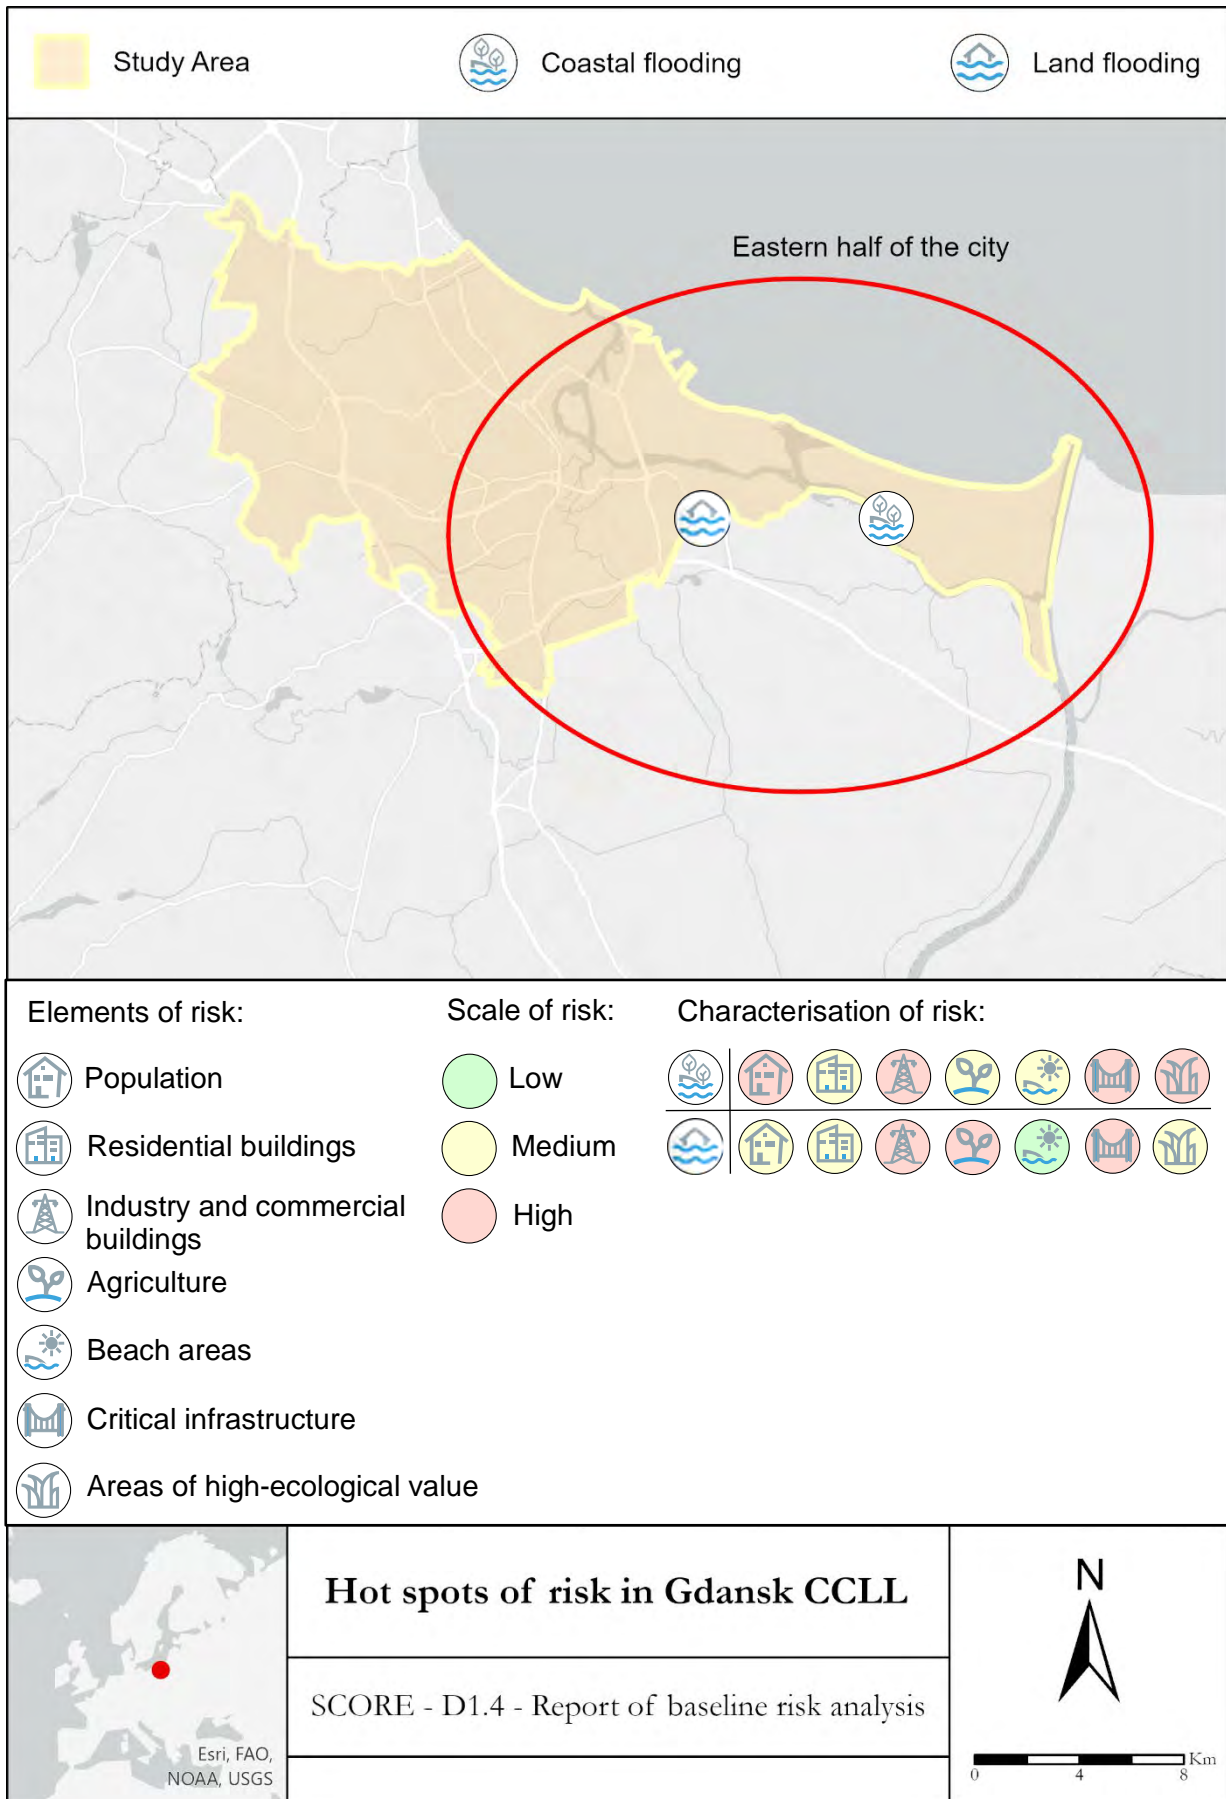 Study Area
Coastal flooding
Land flooding
Eastern half of the city
Elements of risk:
Scale of risk:
Characterisation of risk:
Population
Low
Residential buildings
Medium
Industry and commercial
buildings
High
Agriculture
Beach areas
Critical infrastructure
Areas of high-ecological value
Hot spots of risk in Gdansk CCLL
SCORE - D1.4 - Report of baseline risk analysis
Esri, FAO,
NOAA, USGS
N
Km
0 4 8